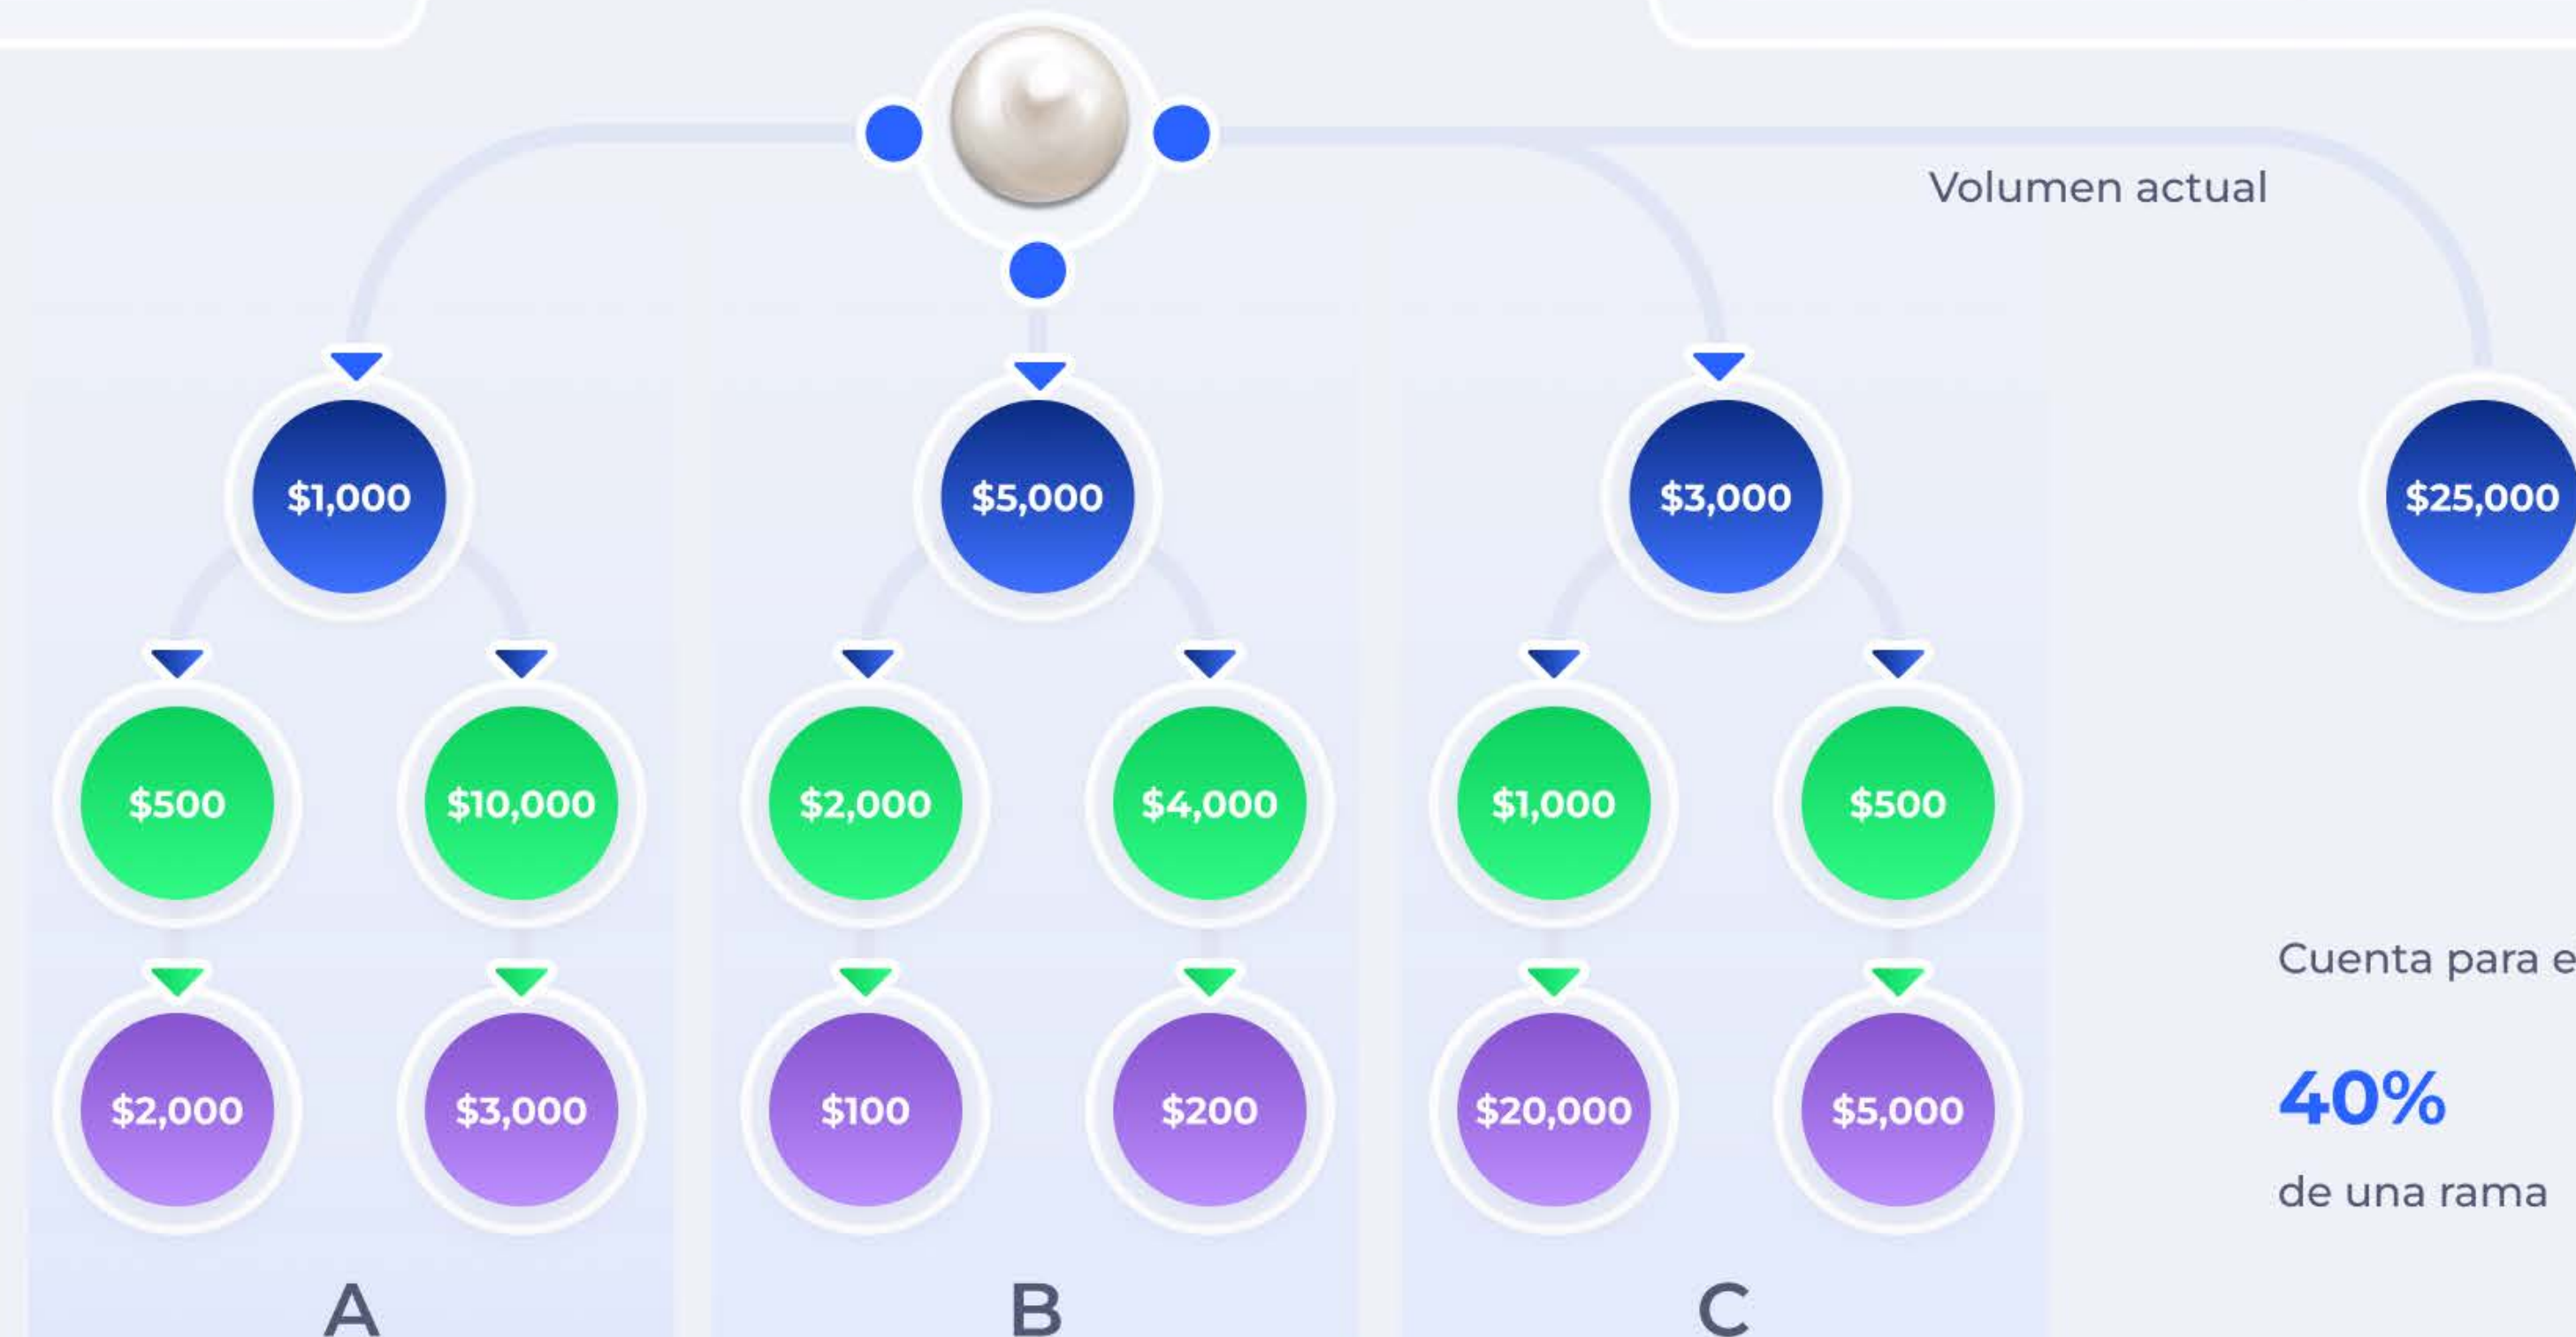 Volumen actual
$1,000
$5,000
$3,000
$25,000
$500
$10,000
$2,000
$4,000
$1,000
$500
Cuenta para e
$2,000
$3,000
$100
$200
$20,000
$5,000
40%
de una rama
A
B
C